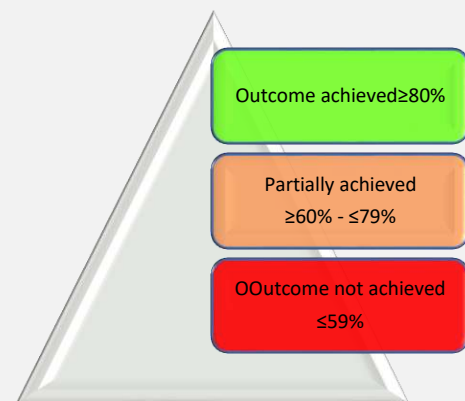 Outcome achieved≥80%
Partially achieved
≥60% - ≤79%
OOutcome not achieved
≤59%